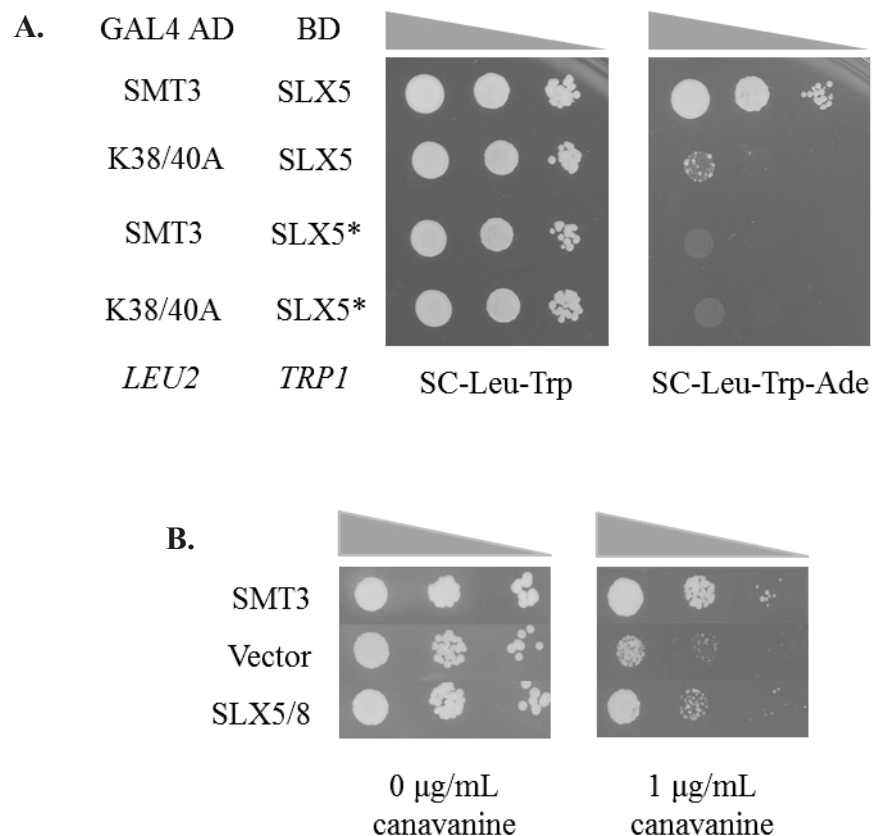 A. GAL4 AD BD
SMT3 SLX5
K38/40A SLX5
SMT3 SLX5*
K38/40A SLX5*
LEU2 TRP1 SC-Leu-Trp SC-Leu-Trp-Ade
B.
SMT3
Vector
SLX5/8
0 μg/mL
canavanine
1 μg/mL
canavanine